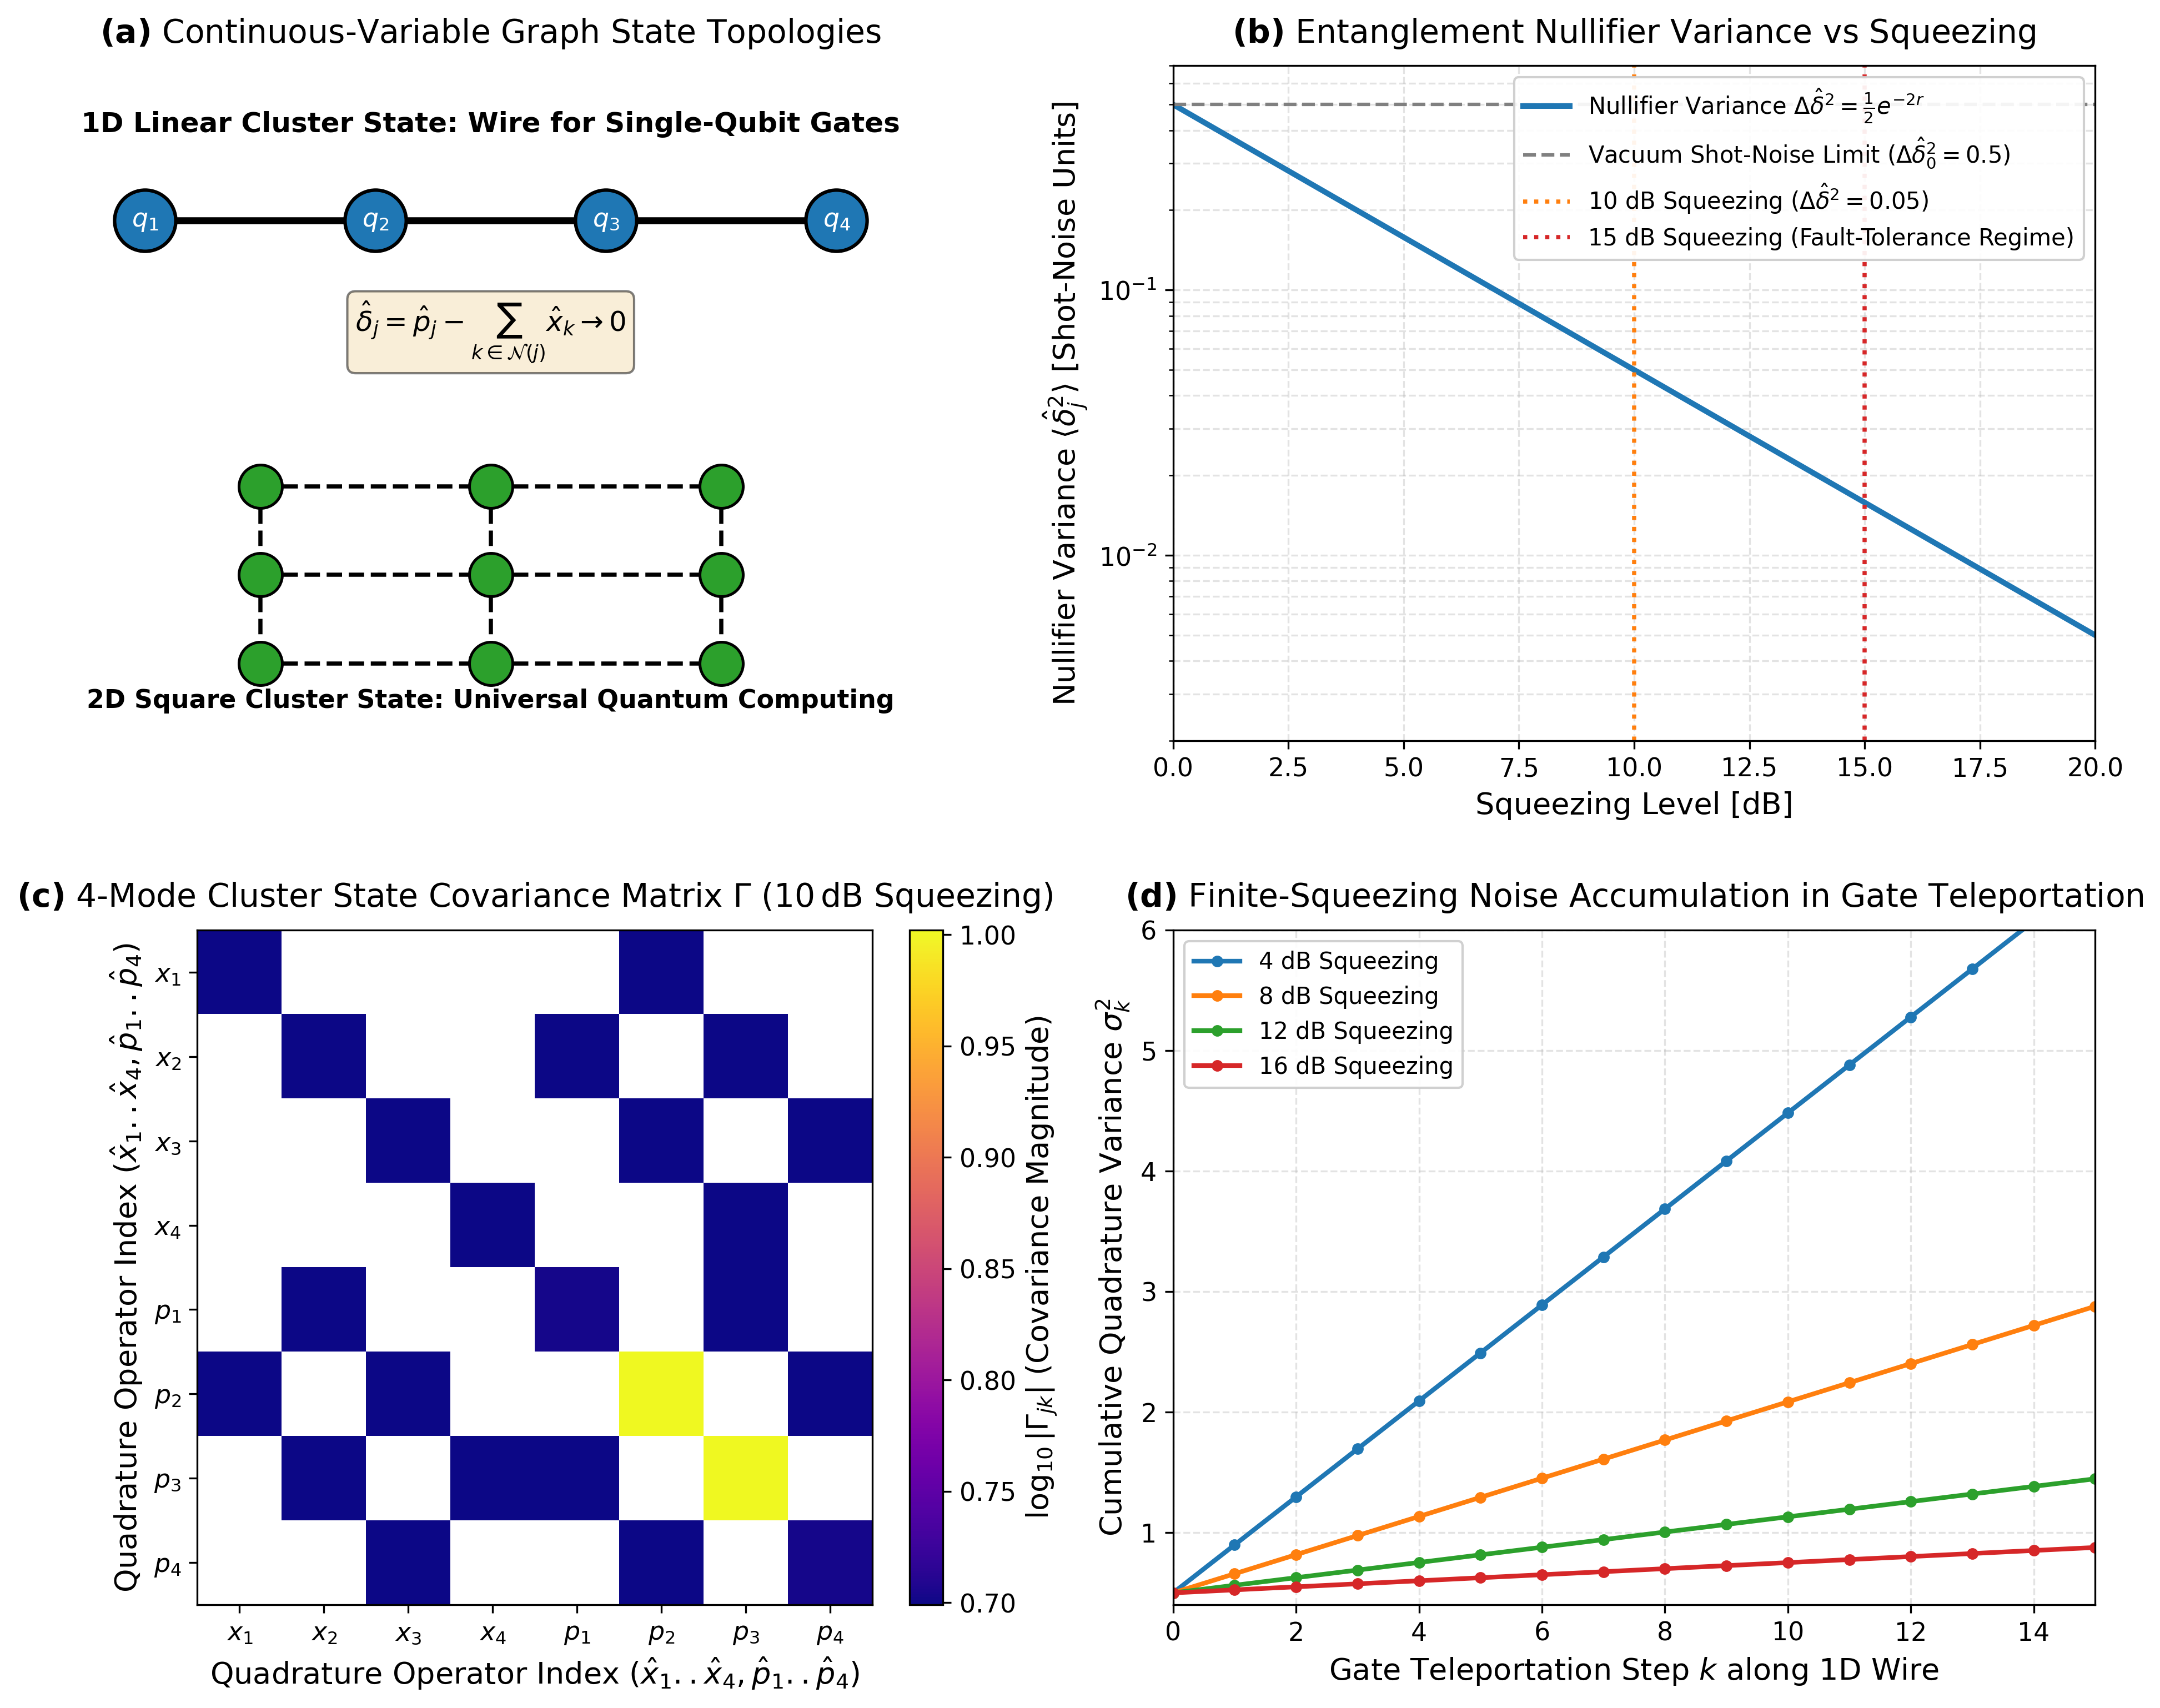 (a) Continuous-Variable Graph State Topologies
1D Linear Cluster State: Wire for Single-Qubit Gates
q₁ q₂ q₃ q₄
δ̂ⱼ = p̂ⱼ − ∑ x̂ₖ → 0
k ∈ 𝒩(j)
2D Square Cluster State: Universal Quantum Computing
(b) Entanglement Nullifier Variance vs Squeezing
Nullifier Variance ⟨δ̂ⱼ²⟩ [Shot-Noise Units]
10⁻¹
10⁻²
Nullifier Variance Δδ̂² = ½e⁻²ʳ
Vacuum Shot-Noise Limit (Δδ̂₀² = 0.5)
10 dB Squeezing (Δδ̂² = 0.05)
15 dB Squeezing (Fault-Tolerance Regime)
0.0 2.5 5.0 7.5 10.0 12.5 15.0 17.5 20.0
Squeezing Level [dB]
(c) 4-Mode Cluster State Covariance Matrix Γ (10 dB Squeezing)
Quadrature Operator Index (x̂₁..x̂₄, p̂₁..p̂₄)
x₁
x₂
x₃
x₄
p₁
p₂
p₃
p₄
x₁ x₂ x₃ x₄ p₁ p₂ p₃ p₄
Quadrature Operator Index (x̂₁..x̂₄, p̂₁..p̂₄)
1.00
0.95
0.90
0.85
0.80
0.75
0.70
log₁₀ |Γⱼₖ| (Covariance Magnitude)
(d) Finite-Squeezing Noise Accumulation in Gate Teleportation
Cumulative Quadrature Variance σₖ²
6
5
4
3
2
1
4 dB Squeezing
8 dB Squeezing
12 dB Squeezing
16 dB Squeezing
0 2 4 6 8 10 12 14
Gate Teleportation Step k along 1D Wire